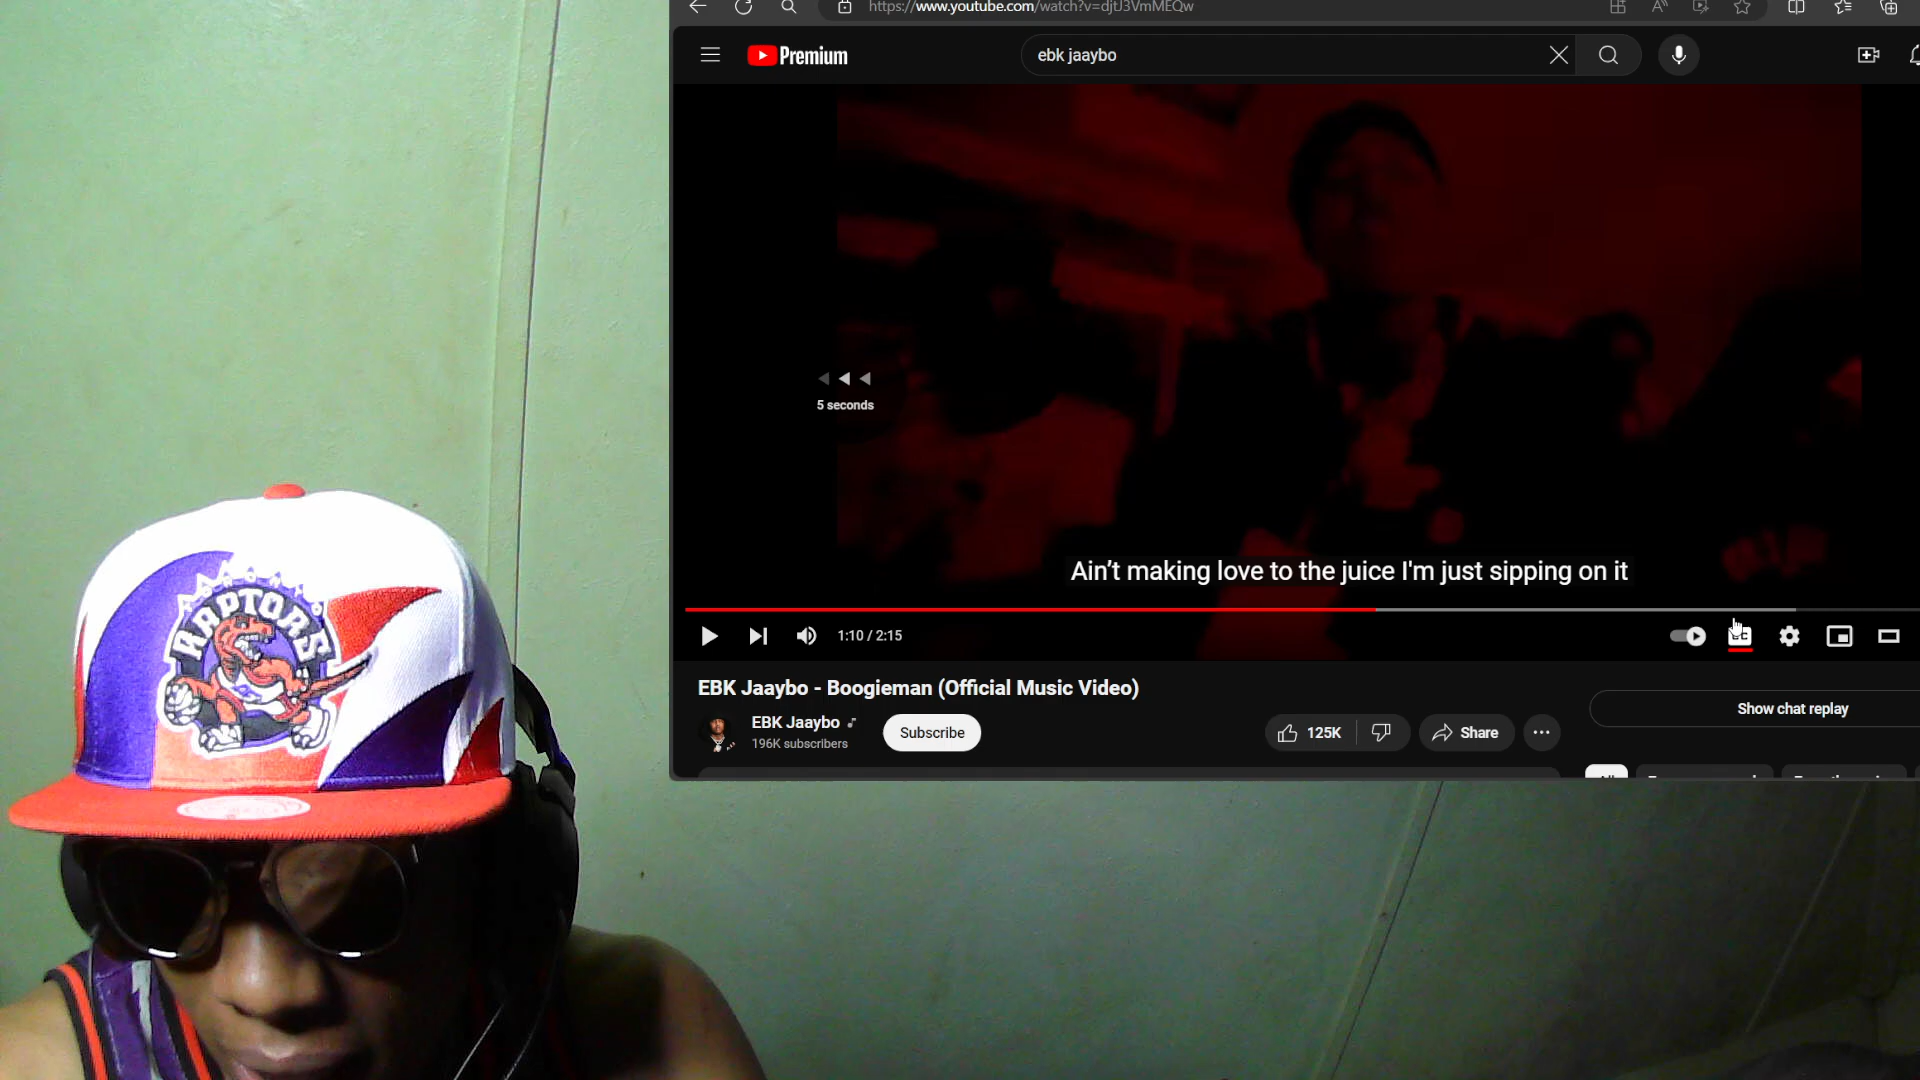 https://www.youtube.com/watch?v=djtJ3VmMEQw
Premium
ebk jaaybo
5 seconds
Ain't making love to the juice I'm just sipping on it
1:10 / 2:15
EBK Jaaybo - Boogieman (Official Music Video)
EBK Jaaybo
196K subscribers
Subscribe
125K
Share
Show chat replay
TORONTO
RAPTORS